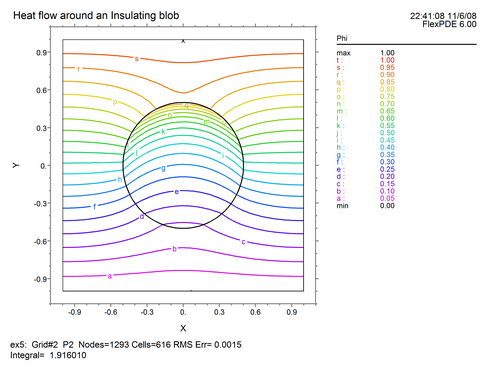 Heat flow around an Insulating blob
22:41:08 11/6/08
FlexPDE 6.00
Phi
max 1.00
t : 1.00
s : 0.95
r : 0.90
q : 0.85
p : 0.80
o : 0.75
n : 0.70
m : 0.65
l : 0.60
k : 0.55
j : 0.50
i : 0.45
h : 0.40
g : 0.35
f : 0.30
e : 0.25
d : 0.20
c : 0.15
b : 0.10
a : 0.05
min 0.00
Y
0.9
0.6
0.3
0.
-0.3
-0.6
-0.9
x
s
r
p
m
k
i
h
g
e
f
d
c
b
a
-0.9 -0.6 -0.3 0. 0.3 0.6 0.9
X
ex5: Grid#2 P2 Nodes=1293 Cells=616 RMS Err= 0.0015
Integral= 1.916010